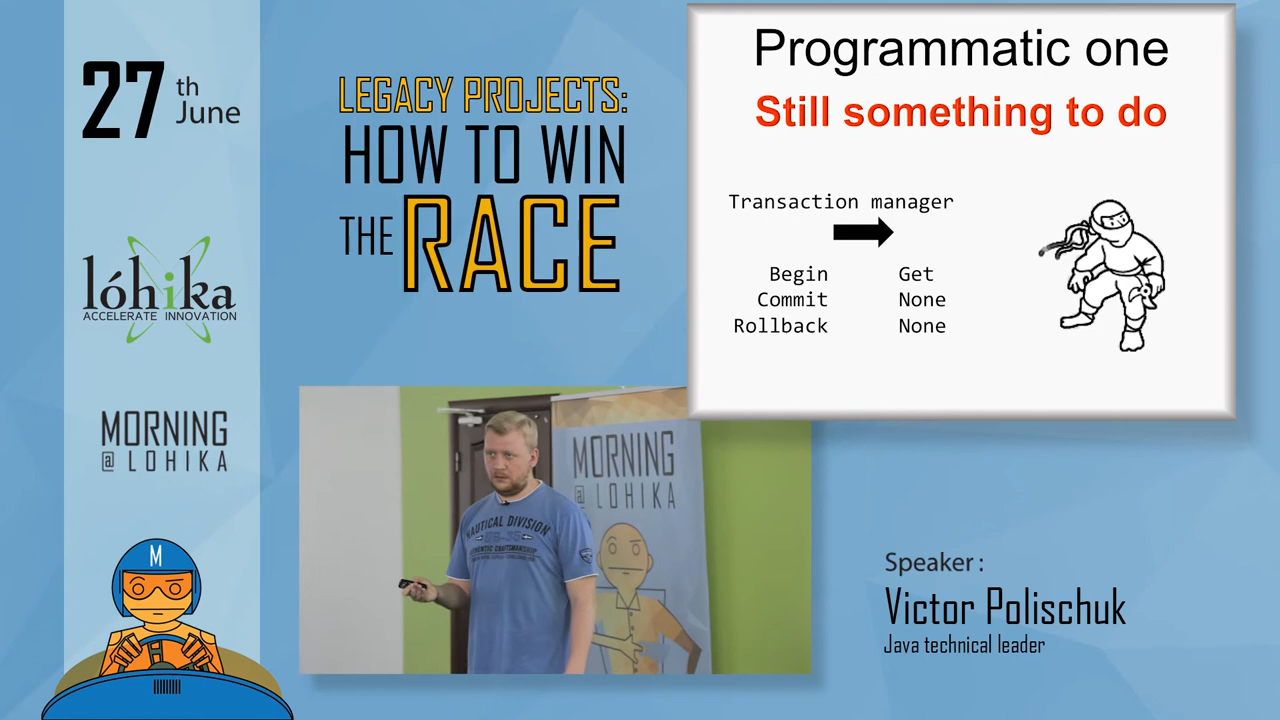 27
th
June
lóhika
ACCELERATE INNOVATION
MORNING
@ LOHIKA
M
LEGACY PROJECTS:
HOW TO WIN
THE RACE
Programmatic one
Still something to do
Transaction manager
Begin Get
Commit None
Rollback None
NAUTICAL DIVISION
AUTHENTIC CRAFTSMANSHIP
MORNING
@ LOHIKA
Speaker :
Victor Polischuk
Java technical leader